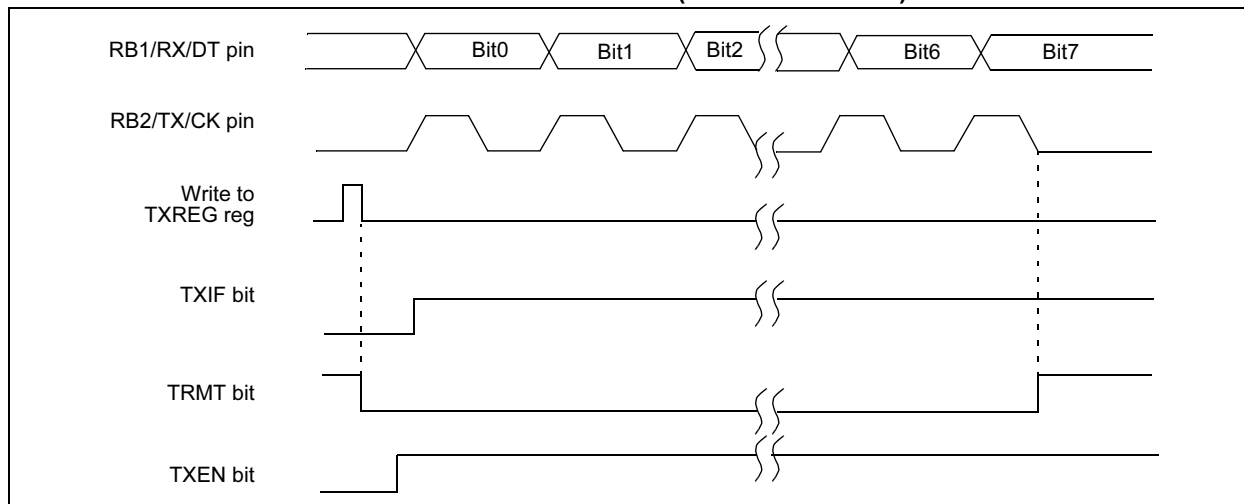 RB1/RX/DT pin
Bit0 Bit1 Bit2 Bit6 Bit7
RB2/TX/CK pin
Write to
TXREG reg
TXIF bit
TRMT bit
TXEN bit